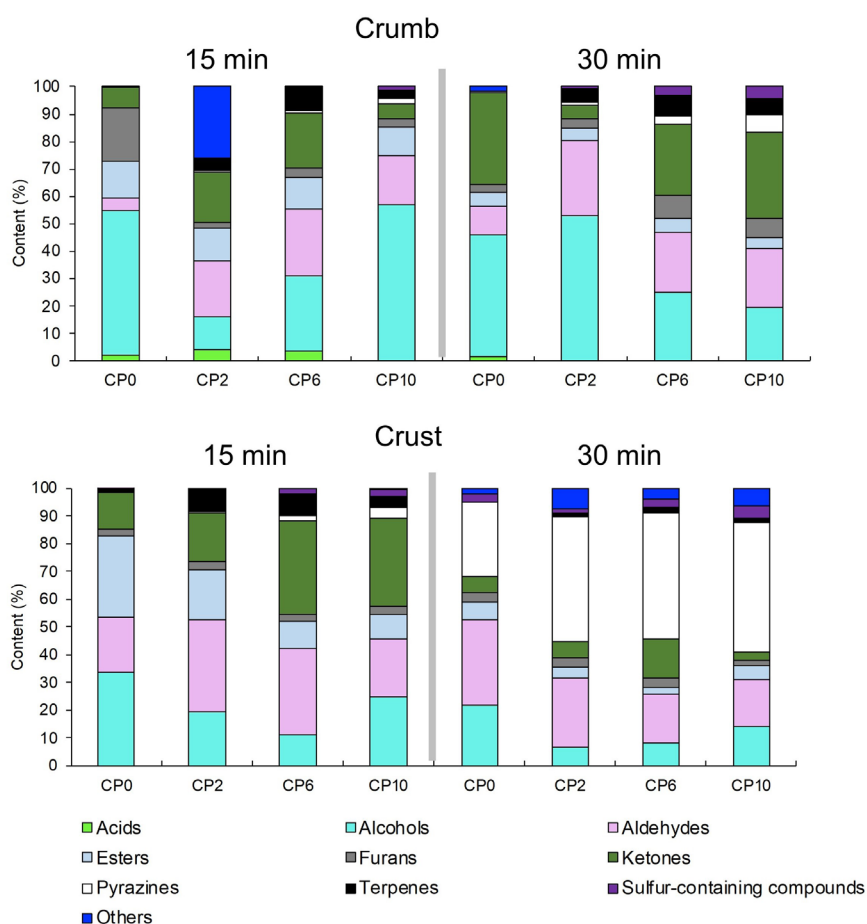 Crumb
15 min 30 min
Content (%)
100
90
80
70
60
50
40
30
20
10
0
CP0 CP2 CP6 CP10 CP0 CP2 CP6 CP10
Crust
15 min 30 min
Content (%)
100
90
80
70
60
50
40
30
20
10
0
CP0 CP2 CP6 CP10 CP0 CP2 CP6 CP10
Acids Alcohols Aldehydes
Esters Furans Ketones
Pyrazines Terpenes Sulfur-containing compounds
Others